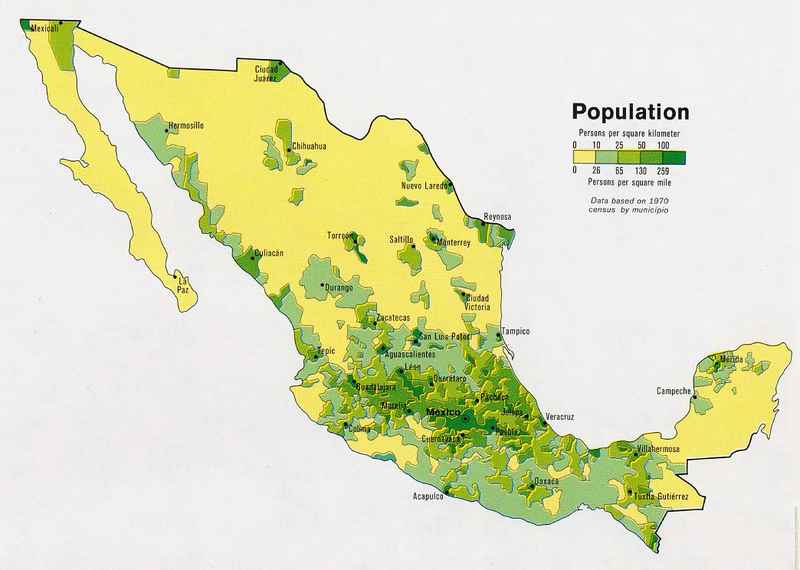 Population
Persons per square kilometer
0 10 25 50 100
0 26 65 130 259
Persons per square mile
Data based on 1970
census by municipio
Mexicali
Ciudad
Juárez
Hermosillo
Chihuahua
Nuevo Laredo
Reynosa
Torreón
Saltillo
Monterrey
Culiacán
La
Paz
Durango
Ciudad
Victoria
Zacatecas
San Luis Potosí
Tampico
Tepic
Aguascalientes
León
Mérida
Guadalajara
Querétaro
Campeche
Pachuca
Morelia
México
Jalapa
Veracruz
Colima
Puebla
Cuernavaca
Villahermosa
Oaxaca
Acapulco
Tuxtla Gutiérrez